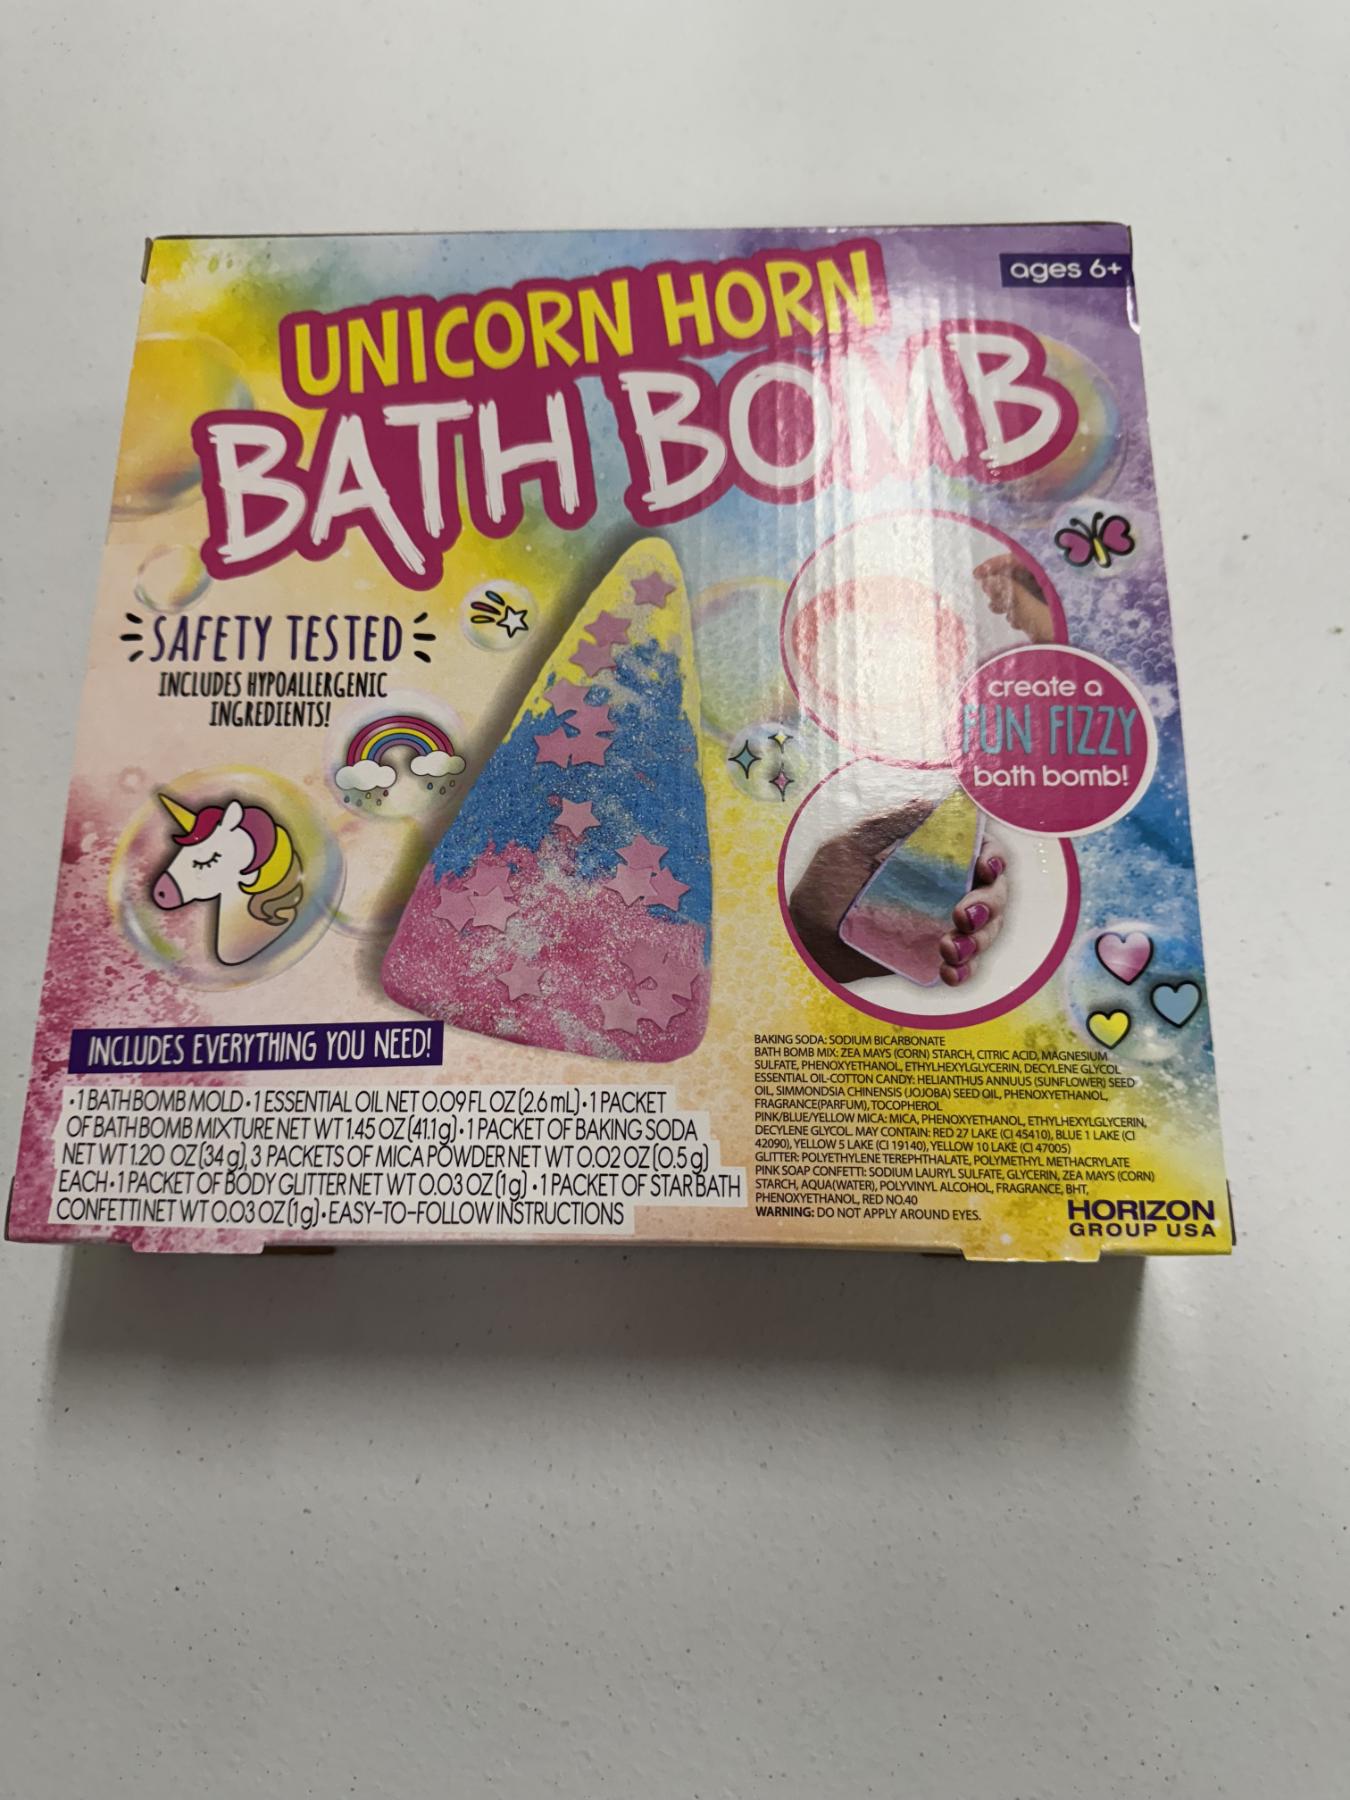 ages 6+
UNICORN HORN
BATH BOMB
SAFETY TESTED
INCLUDES HYPOALLERGENIC
INGREDIENTS!
create a
FUN FIZZY
bath bomb!
INCLUDES EVERYTHING YOU NEED!
•1 BATH BOMB MOLD • 1 ESSENTIAL OIL NET 0.09 FL OZ (2.6 mL) • 1 PACKET
OF BATH BOMB MIXTURE NET WT 1.45 OZ (41.1g) • 1 PACKET OF BAKING SODA
NET WT 1.20 OZ (34 g), 3 PACKETS OF MICA POWDER NET WT 0.02 OZ (0.5 g)
EACH • 1 PACKET OF BODY GLITTER NET WT 0.03 OZ (1g) • 1 PACKET OF STAR BATH
CONFETTI NET WT 0.03 OZ (1g) • EASY-TO-FOLLOW INSTRUCTIONS
BAKING SODA: SODIUM BICARBONATE
BATH BOMB MIX: ZEA MAYS (CORN) STARCH, CITRIC ACID, MAGNESIUM
SULFATE, PHENOXYETHANOL, ETHYLHEXYLGLYCERIN, DECYLENE GLYCOL
ESSENTIAL OIL-COTTON CANDY: HELIANTHUS ANNUUS (SUNFLOWER) SEED
OIL, SIMMONDSIA CHINENSIS (JOJOBA) SEED OIL, PHENOXYETHANOL,
FRAGRANCE(PARFUM), TOCOPHEROL
PINK/BLUE/YELLOW MICA: MICA, PHENOXYETHANOL, ETHYLHEXYLGLYCERIN,
DECYLENE GLYCOL. MAY CONTAIN: RED 27 LAKE (CI 45410), BLUE 1 LAKE (CI
42090), YELLOW 5 LAKE (CI 19140), YELLOW 10 LAKE (CI 47005)
GLITTER: POLYETHYLENE TEREPHTHALATE, POLYMETHYL METHACRYLATE
PINK SOAP CONFETTI: SODIUM LAURYL SULFATE, GLYCERIN, ZEA MAYS (CORN)
STARCH, AQUA(WATER), POLYVINYL ALCOHOL, FRAGRANCE, BHT,
PHENOXYETHANOL, RED NO.40
WARNING: DO NOT APPLY AROUND EYES.
HORIZON
GROUP USA